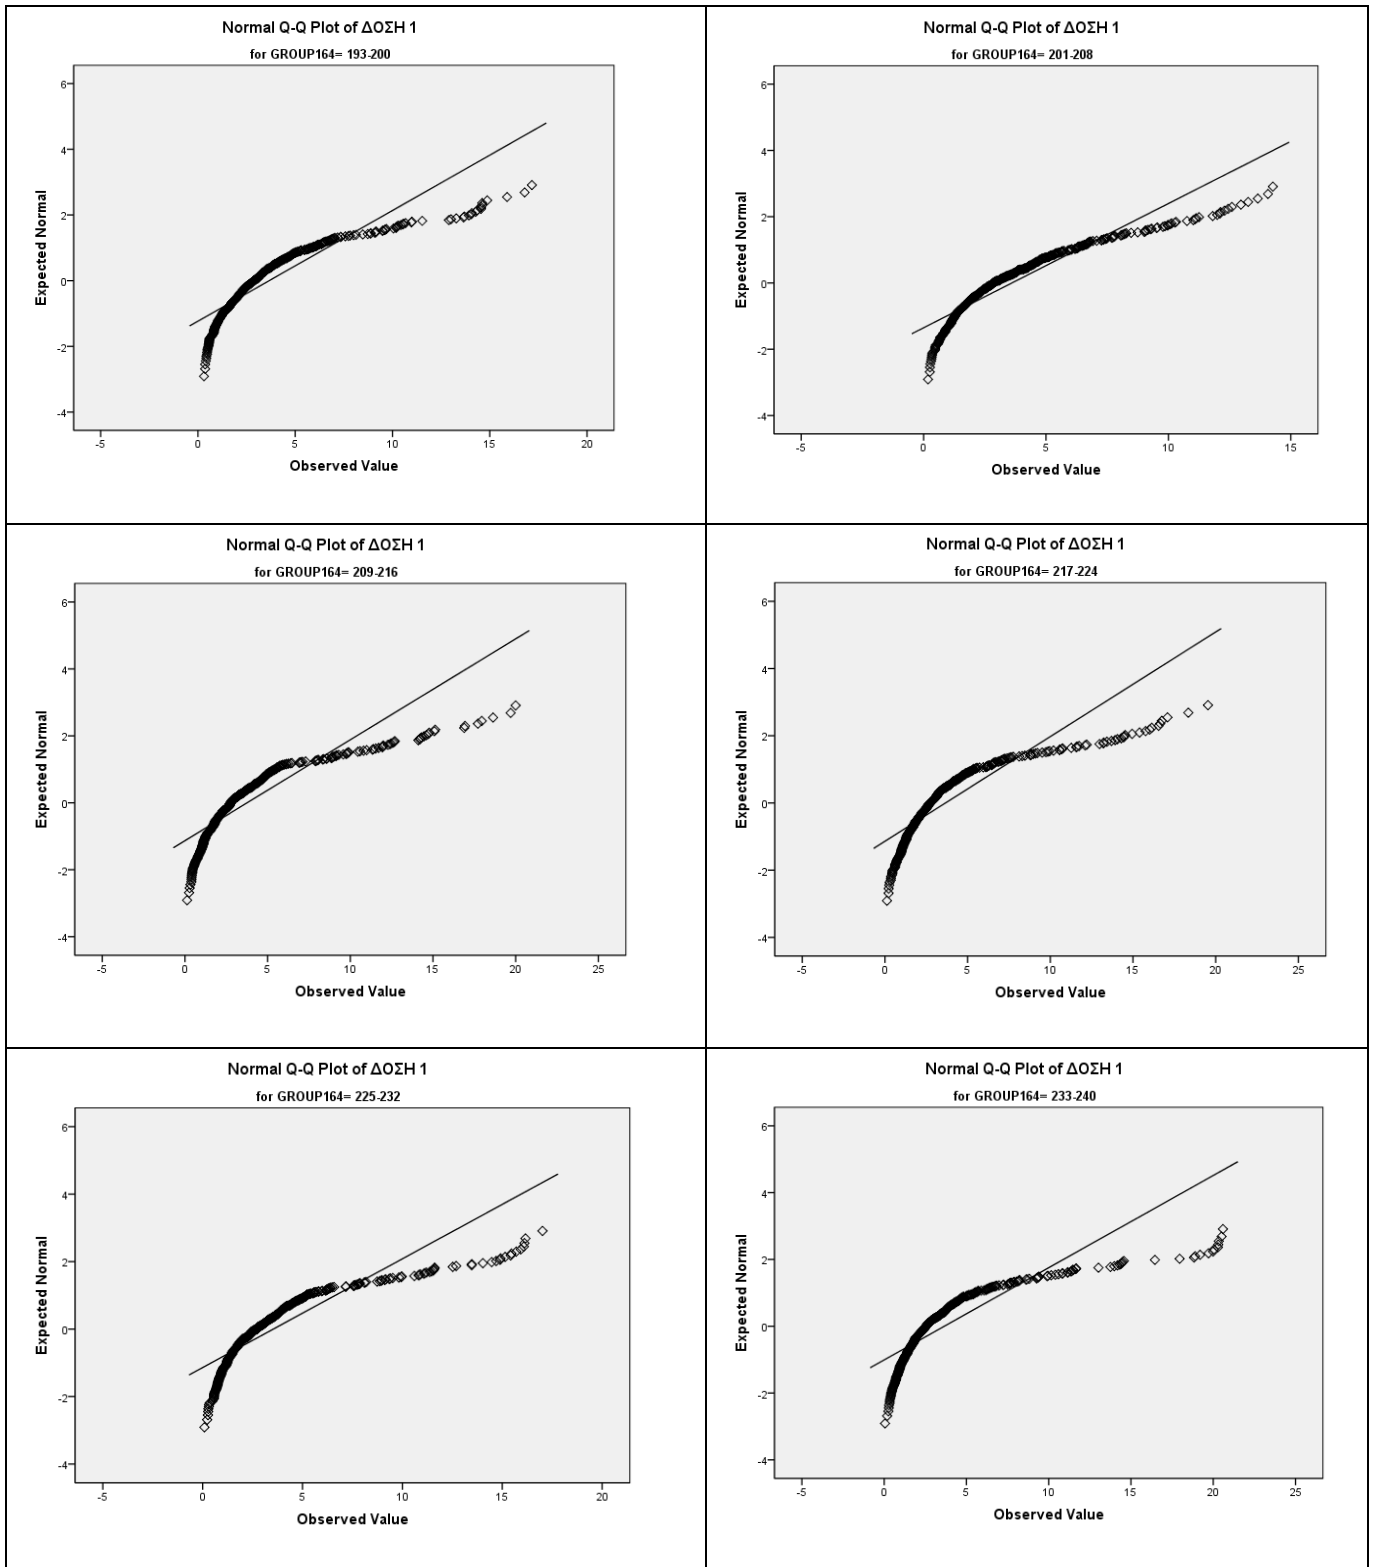 Normal Q-Q Plot of ΔΟΣΗ 1
for GROUP164= 193-200
6
4
2
0
-2
-4
Expected Normal
-5 0 5 10 15 20
Observed Value
Normal Q-Q Plot of ΔΟΣΗ 1
for GROUP164= 201-208
6
4
2
0
-2
-4
Expected Normal
-5 0 5 10 15
Observed Value
Normal Q-Q Plot of ΔΟΣΗ 1
for GROUP164= 209-216
6
4
2
0
-2
-4
Expected Normal
-5 0 5 10 15 20 25
Observed Value
Normal Q-Q Plot of ΔΟΣΗ 1
for GROUP164= 217-224
6
4
2
0
-2
-4
Expected Normal
-5 0 5 10 15 20 25
Observed Value
Normal Q-Q Plot of ΔΟΣΗ 1
for GROUP164= 225-232
6
4
2
0
-2
-4
Expected Normal
-5 0 5 10 15 20
Observed Value
Normal Q-Q Plot of ΔΟΣΗ 1
for GROUP164= 233-240
6
4
2
0
-2
-4
Expected Normal
-5 0 5 10 15 20 25
Observed Value